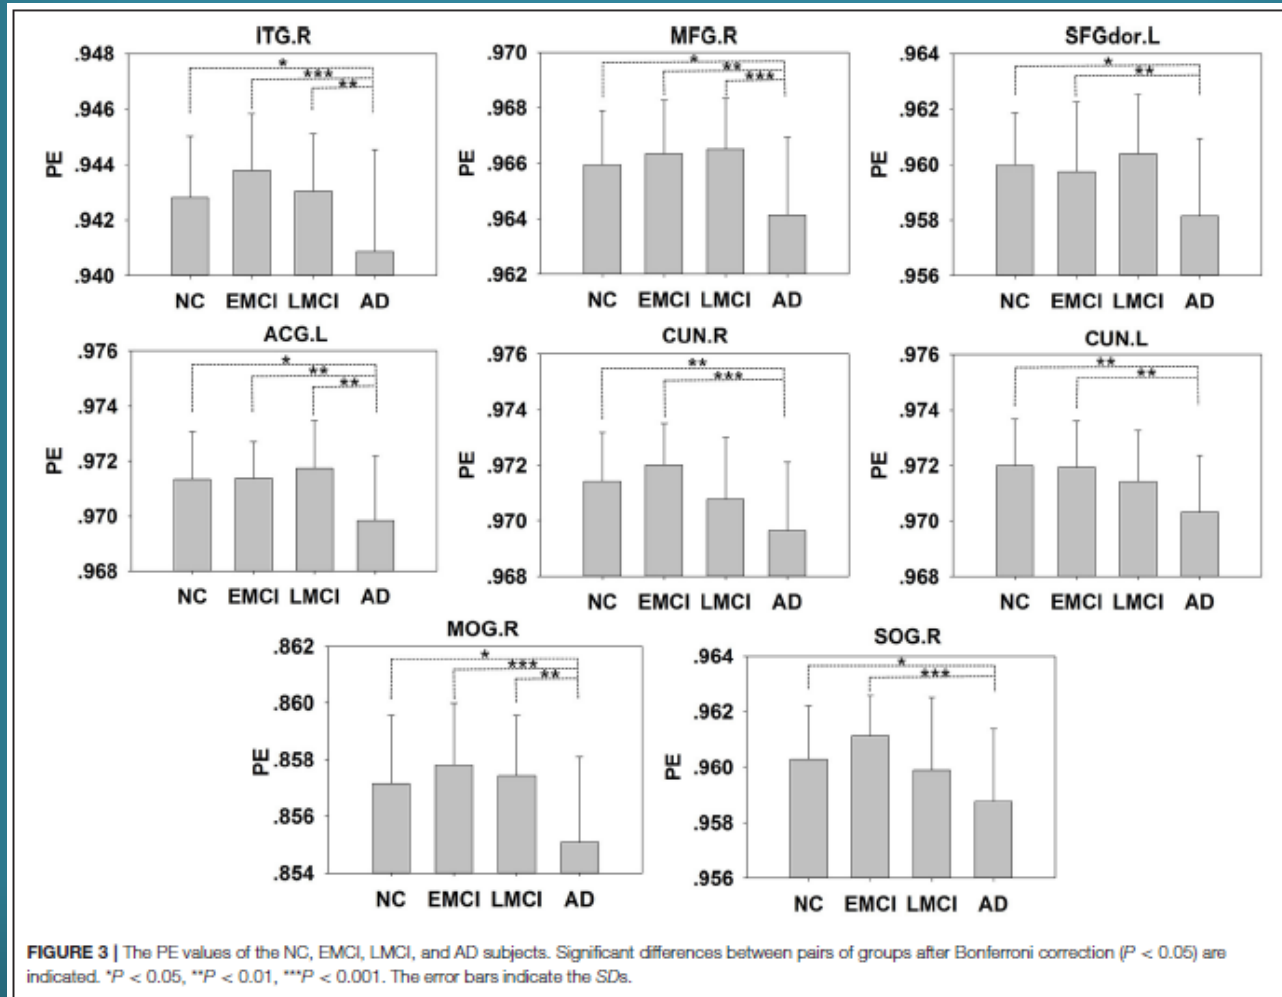 ITG.R
.948
.946
.944
.942
.940
PE
* 
***
**
NC EMCI LMCI AD
MFG.R
.970
.968
.966
.964
.962
PE
*
**
***
NC EMCI LMCI AD
SFGdor.L
.964
.962
.960
.958
.956
PE
*
**
NC EMCI LMCI AD
ACG.L
.976
.974
.972
.970
.968
PE
*
**
**
NC EMCI LMCI AD
CUN.R
.976
.974
.972
.970
.968
PE
**
***
NC EMCI LMCI AD
CUN.L
.976
.974
.972
.970
.968
PE
**
**
NC EMCI LMCI AD
MOG.R
.862
.860
.858
.856
.854
PE
*
***
**
NC EMCI LMCI AD
SOG.R
.964
.962
.960
.958
.956
PE
*
***
NC EMCI LMCI AD
FIGURE 3 | The PE values of the NC, EMCI, LMCI, and AD subjects. Significant differences between pairs of groups after Bonferroni correction (P < 0.05) are
indicated. *P < 0.05, **P < 0.01, ***P < 0.001. The error bars indicate the SDs.